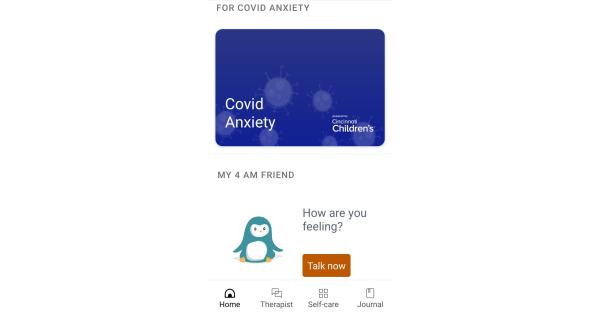 FOR COVID ANXIETY
Covid
Anxiety
Cincinnati
Children's
MY 4 AM FRIEND
How are you
feeling?
Talk now
Home
Therapist
Self-care
Journal